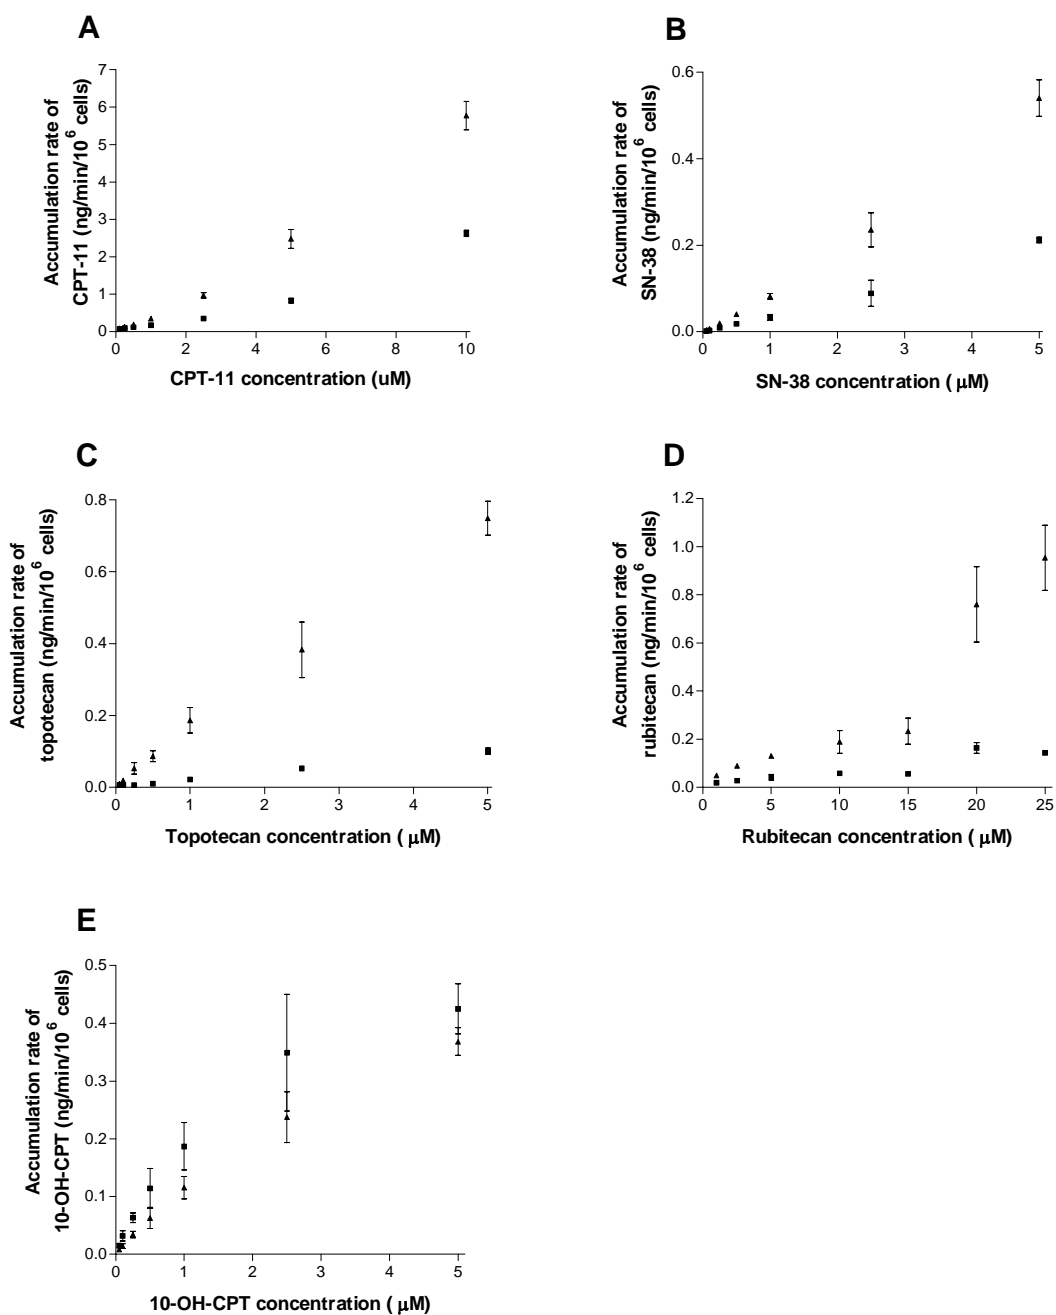 A
Accumulation rate of
CPT-11 (ng/min/10^6 cells)
7
6
5
4
3
2
1
0
0 2 4 6 8 10
CPT-11 concentration (uM)
B
Accumulation rate of
SN-38 (ng/min/10^6 cells)
0.6
0.4
0.2
0.0
0 1 2 3 4 5
SN-38 concentration ( μM)
C
Accumulation rate of
topotecan (ng/min/10^6 cells)
0.8
0.6
0.4
0.2
0.0
0 1 2 3 4 5
Topotecan concentration ( μM)
D
Accumulation rate of
rubitecan (ng/min/10^6 cells)
1.2
1.0
0.8
0.6
0.4
0.2
0.0
0 5 10 15 20 25
Rubitecan concentration ( μM)
E
Accumulation rate of
10-OH-CPT (ng/min/10^6 cells)
0.5
0.4
0.3
0.2
0.1
0.0
0 1 2 3 4 5
10-OH-CPT concentration ( μM)